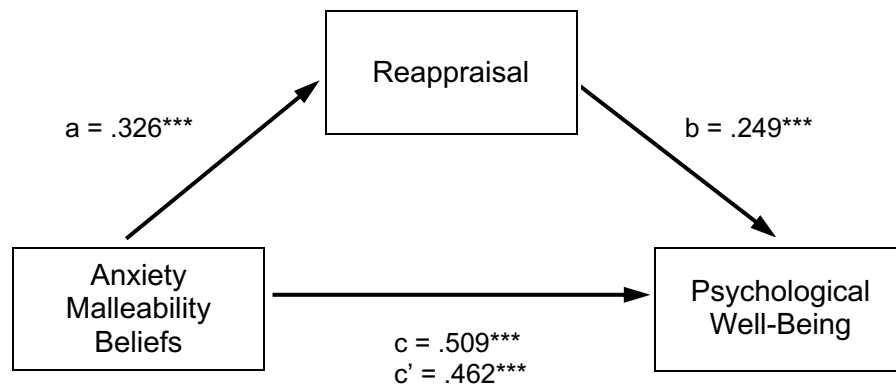 Reappraisal
a = .326***
b = .249***
Anxiety
Malleability
Beliefs
Psychological
Well-Being
c = .509***
c’ = .462***